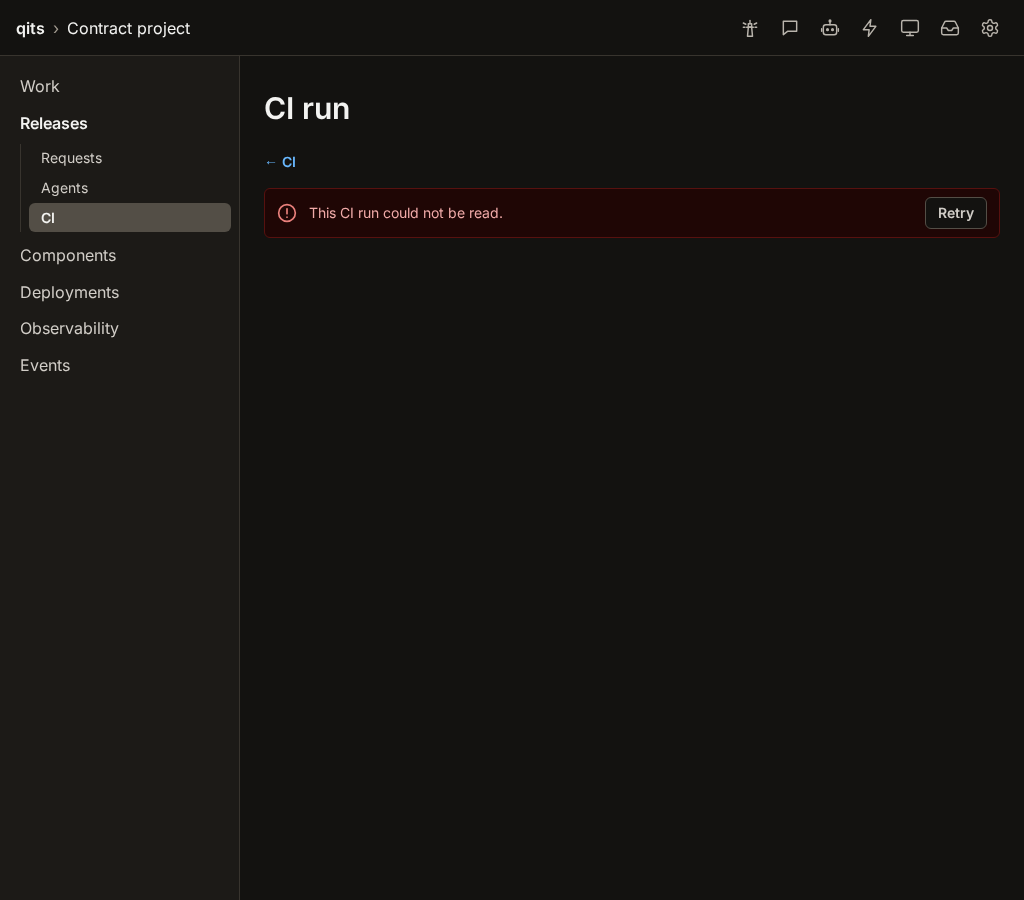 qits › Contract project
Work
Releases
Requests
Agents
CI
Components
Deployments
Observability
Events
CI run
← CI
This CI run could not be read.
Retry